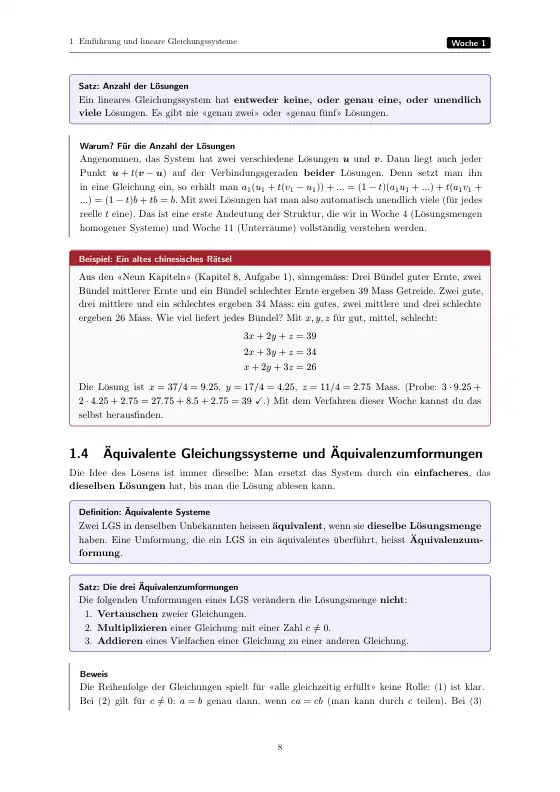 1 Einführung und lineare Gleichungssysteme
Woche 1
Satz: Anzahl der Lösungen
Ein lineares Gleichungssystem hat entweder keine, oder genau eine, oder unendlich
viele Lösungen. Es gibt nie «genau zwei» oder «genau fünf» Lösungen.
Warum? Für die Anzahl der Lösungen
Angenommen, das System hat zwei verschiedene Lösungen u und v. Dann liegt auch jeder
Punkt u + t(v − u) auf der Verbindungsgeraden beider Lösungen. Denn setzt man ihn
in eine Gleichung ein, so erhält man a₁(u₁ + t(v₁ − u₁)) + ... = (1 − t)(a₁u₁ + ...) + t(a₁v₁ +
...) = (1 − t)b + tb = b. Mit zwei Lösungen hat man also automatisch unendlich viele (für jedes
reelle t eine). Das ist eine erste Andeutung der Struktur, die wir in Woche 4 (Lösungsmengen
homogener Systeme) und Woche 11 (Unterräume) vollständig verstehen werden.
Beispiel: Ein altes chinesisches Rätsel
Aus den «Neun Kapiteln» (Kapitel 8, Aufgabe 1), sinngemäss: Drei Bündel guter Ernte, zwei
Bündel mittlerer Ernte und ein Bündel schlechter Ernte ergeben 39 Mass Getreide. Zwei gute,
drei mittlere und ein schlechtes ergeben 34 Mass; ein gutes, zwei mittlere und drei schlechte
ergeben 26 Mass. Wie viel liefert jedes Bündel? Mit x, y, z für gut, mittel, schlecht:
3x + 2y + z = 39
2x + 3y + z = 34
x + 2y + 3z = 26
Die Lösung ist x = 37/4 = 9.25, y = 17/4 = 4.25, z = 11/4 = 2.75 Mass. (Probe: 3 · 9.25 +
2 · 4.25 + 2.75 = 27.75 + 8.5 + 2.75 = 39 ✓.) Mit dem Verfahren dieser Woche kannst du das
selbst herausfinden.
1.4 Äquivalente Gleichungssysteme und Äquivalenzumformungen
Die Idee des Lösens ist immer dieselbe: Man ersetzt das System durch ein einfacheres, das
dieselben Lösungen hat, bis man die Lösung ablesen kann.
Definition: Äquivalente Systeme
Zwei LGS in denselben Unbekannten heissen äquivalent, wenn sie dieselbe Lösungsmenge
haben. Eine Umformung, die ein LGS in ein äquivalentes überführt, heisst Äquivalenzum-
formung.
Satz: Die drei Äquivalenzumformungen
Die folgenden Umformungen eines LGS verändern die Lösungsmenge nicht:
1. Vertauschen zweier Gleichungen.
2. Multiplizieren einer Gleichung mit einer Zahl c ≠ 0.
3. Addieren eines Vielfachen einer Gleichung zu einer anderen Gleichung.
Beweis
Die Reihenfolge der Gleichungen spielt für «alle gleichzeitig erfüllt» keine Rolle: (1) ist klar.
Bei (2) gilt für c ≠ 0: a = b genau dann, wenn ca = cb (man kann durch c teilen). Bei (3)
8